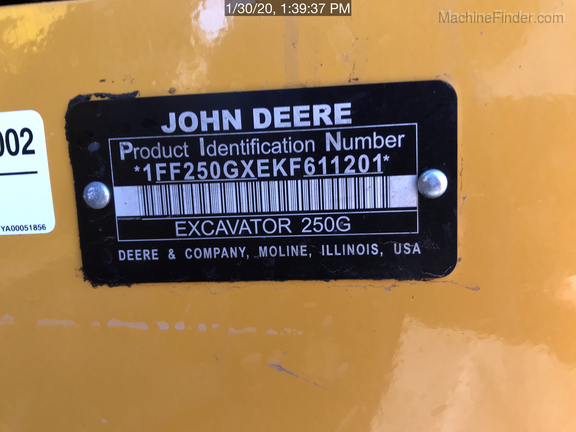 1/30/20, 1:39:37 PM
MachineFinder.com
002
YA00051856
JOHN DEERE
Product Identification Number
*1FF250GXEKF611201*
EXCAVATOR 250G
DEERE & COMPANY, MOLINE, ILLINOIS, USA